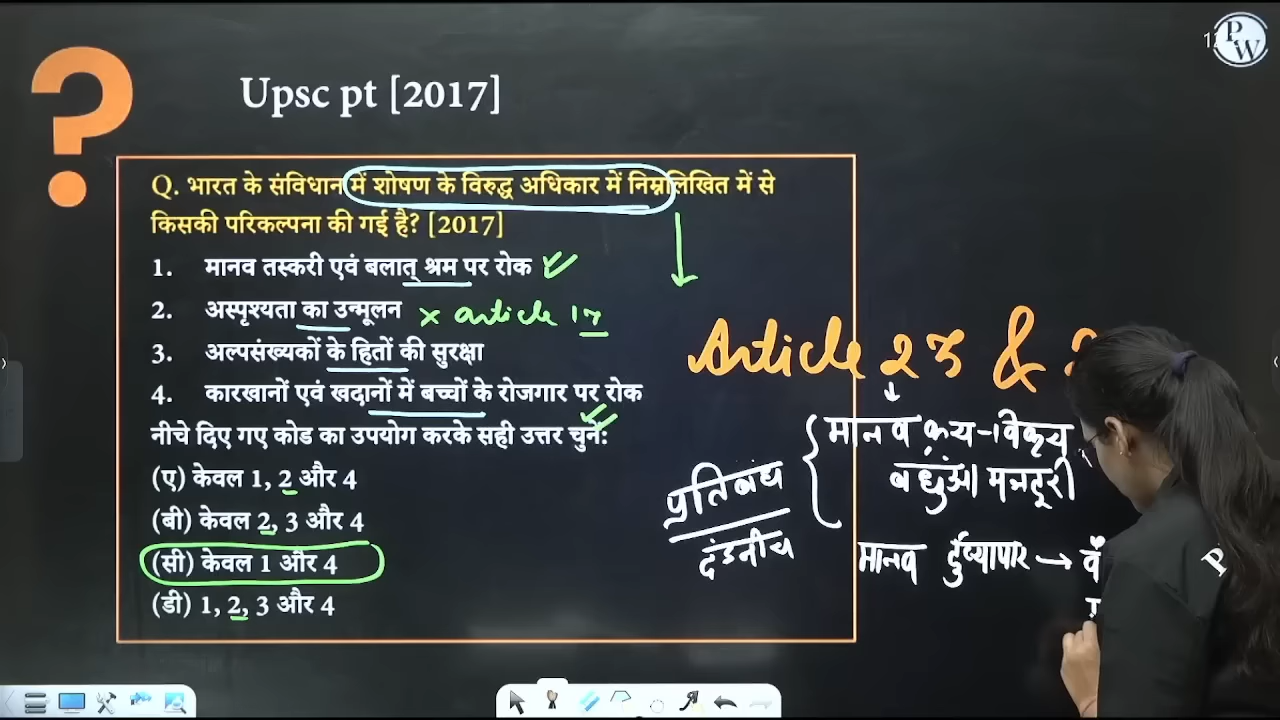 PW
Upsc pt [2017]
Q. भारत के संविधान में शोषण के विरुद्ध अधिकार में निम्नलिखित में से
किसकी परिकल्पना की गई है? [2017]
1. मानव तस्करी एवं बलात् श्रम पर रोक
2. अस्पृश्यता का उन्मूलन × article 17
3. अल्पसंख्यकों के हितों की सुरक्षा
4. कारखानों एवं खदानों में बच्चों के रोजगार पर रोक
नीचे दिए गए कोड का उपयोग करके सही उत्तर चुनें:
(ए) केवल 1, 2 और 4
(बी) केवल 2, 3 और 4
(सी) केवल 1 और 4
(डी) 1, 2, 3 और 4
Article 23 &
मानव क्रय-विक्रय
बधुंआ मजदूरी
प्रतिबंध
दंडनीय
मानव र्दुव्यापार →
P